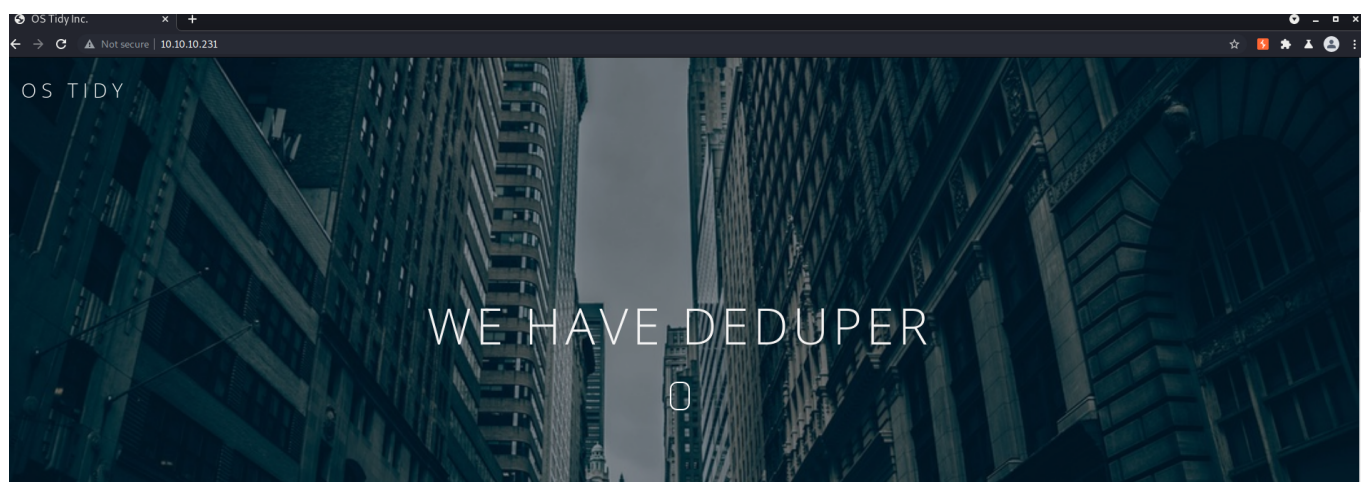 OS Tidy Inc.
Not secure | 10.10.10.231
OS TIDY
WE HAVE DEDUPER